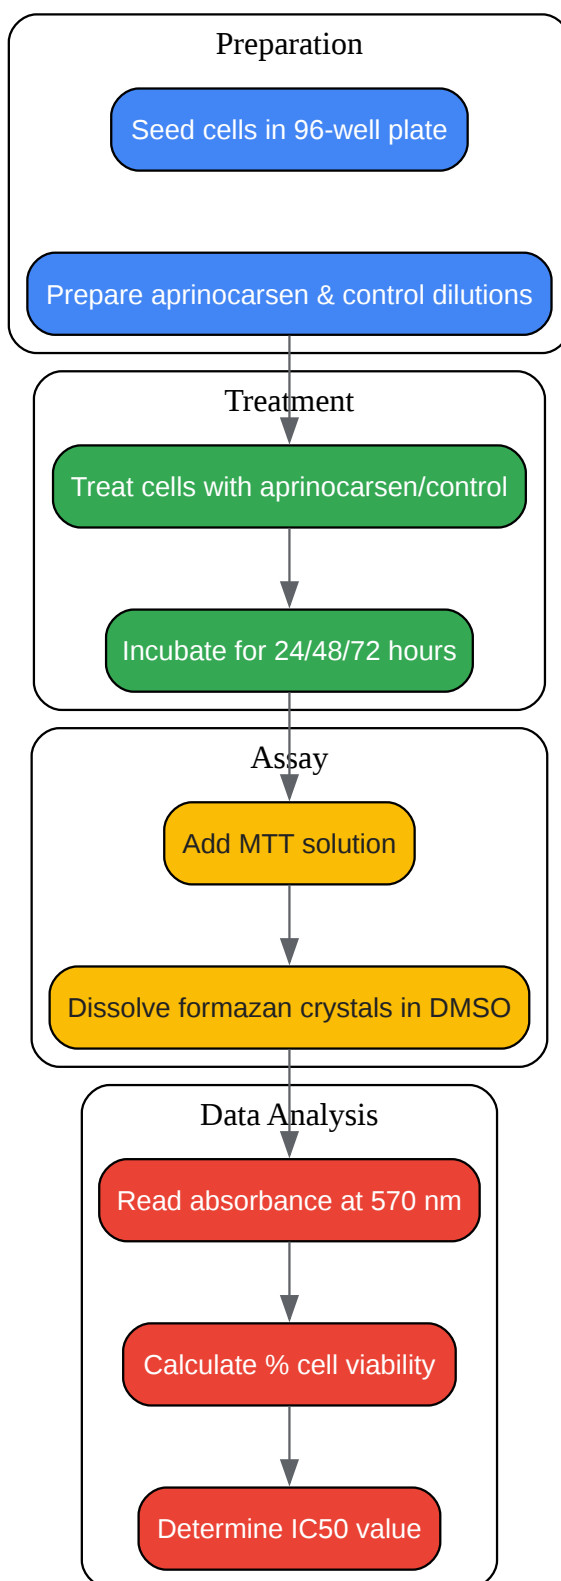 Preparation
Seed cells in 96-well plate
Prepare aprinocarsen & control dilutions
Treatment
Treat cells with aprinocarsen/control
Incubate for 24/48/72 hours
Assay
Add MTT solution
Dissolve formazan crystals in DMSO
Data Analysis
Read absorbance at 570 nm
Calculate % cell viability
Determine IC50 value